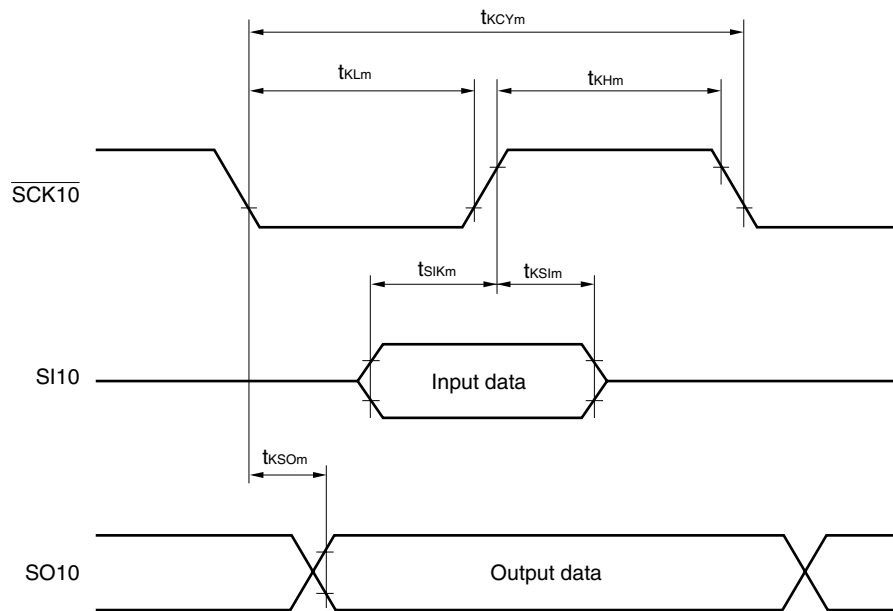 tKCYm
tKLm
tKHm
SCK10
tSIKm
tKSIm
SI10
Input data
tKSOm
SO10
Output data